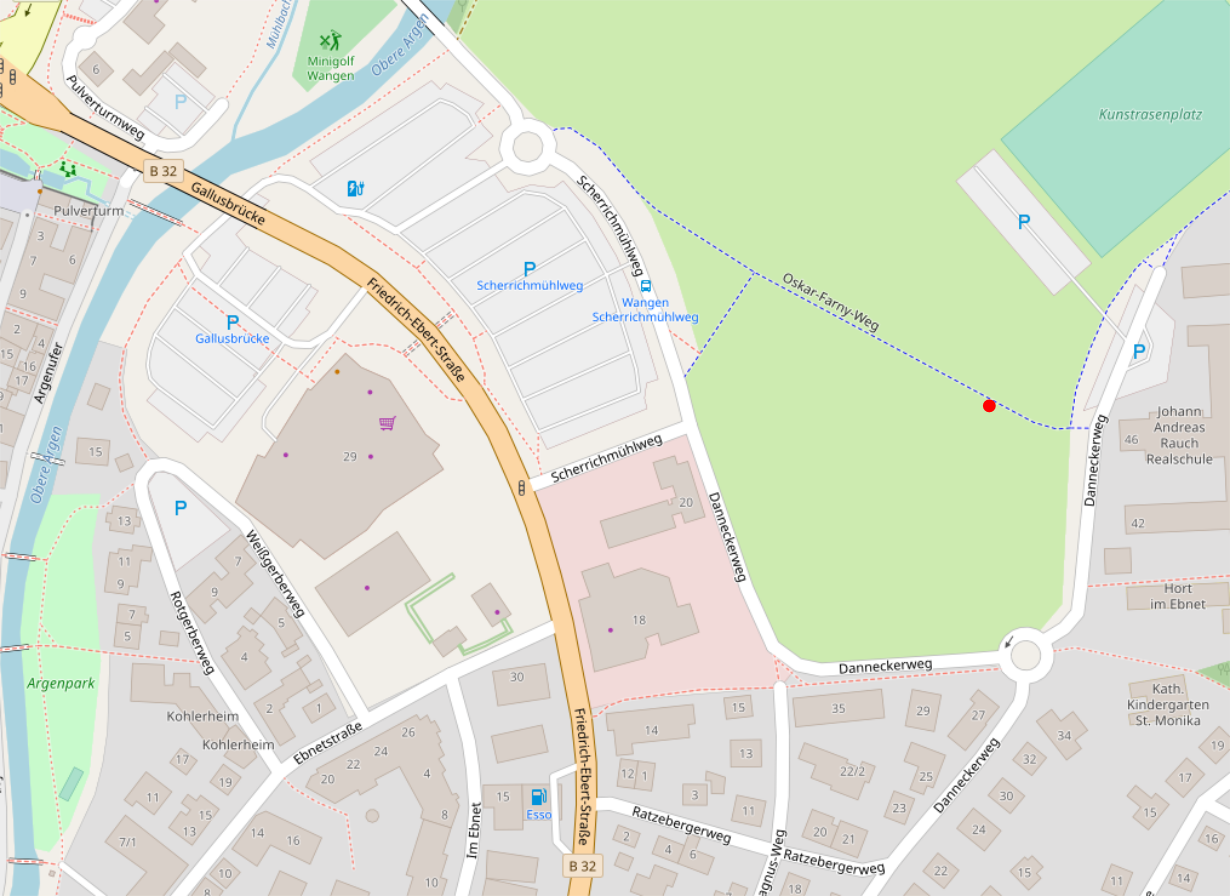 Mühlbach
Obere Argen
Minigolf
Wangen
6
P
Pulverturmweg
Kunstrasenplatz
B 32
Gallusbrücke
Pulverturm
Scherrichmühlweg
3
7
6
9
P
P
Scherrichmühlweg
Wangen
Scherrichmühlweg
Oskar-Farny-Weg
Friedrich-Ebert-Straße
P
Gallusbrücke
2
4
15
16
17
Argenufer
P
Johann
Andreas
Rauch
Realschule
46
Danneckerweg
15
29
Scherrichmühlweg
Obere Argen
P
20
Danneckerweg
13
42
Weißgerberweg
11
9
7
9
7
5
5
Rotgerberweg
4
18
Hort
im Ebnet
Argenpark
Danneckerweg
30
Kath.
Kindergarten
St. Monika
Kohlerheim
Kohlerheim
2
1
Ebnetstraße
Friedrich-Ebert-Straße
15
35
29
27
14
13
34
19
26
24
22
20
4
17
19
11
15
13
12
1
22/2
25
32
17
Danneckerweg
15
Esso
3
11
23
30
15
8
Im Ebnet
Ratzebergerweg
2
4
6
20
21
24
7/1
14
16
Ratzebergerweg
B 32
10
8
10
agnus-Weg
18
22
11
14